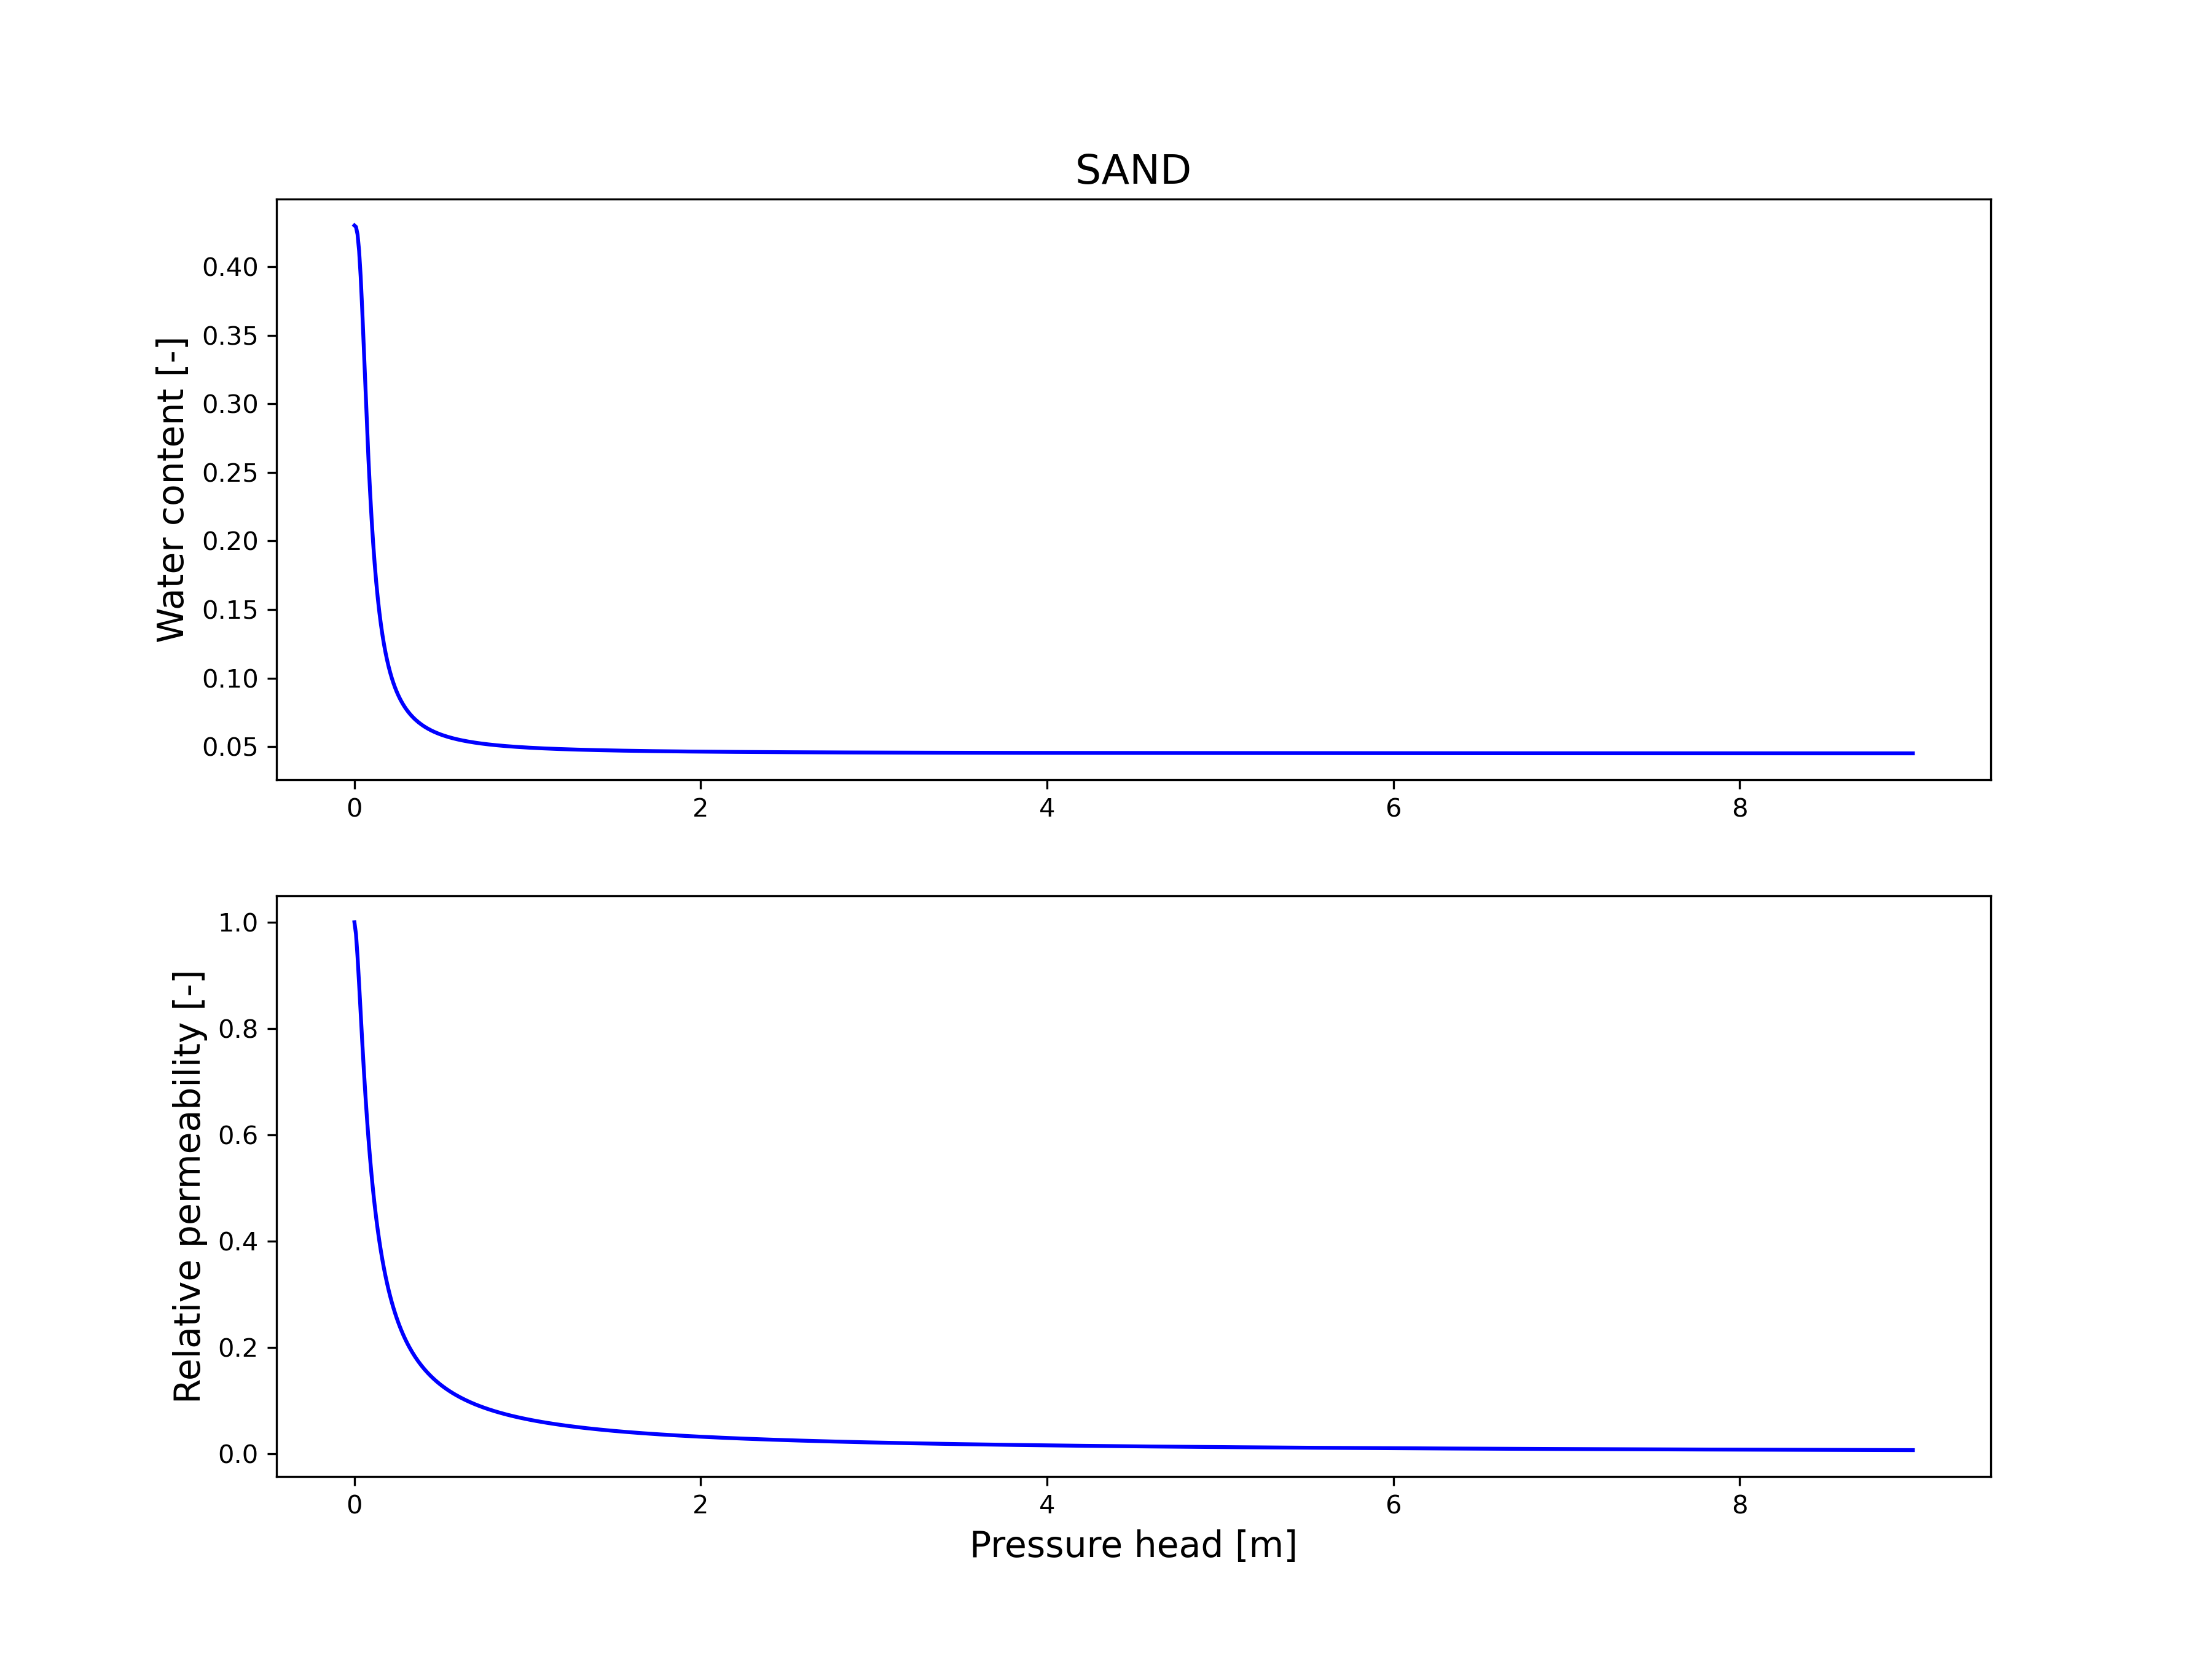 SAND
Water content [-]
0.40
0.35
0.30
0.25
0.20
0.15
0.10
0.05
0 2 4 6 8
Relative permeability [-]
1.0
0.8
0.6
0.4
0.2
0.0
0 2 4 6 8
Pressure head [m]